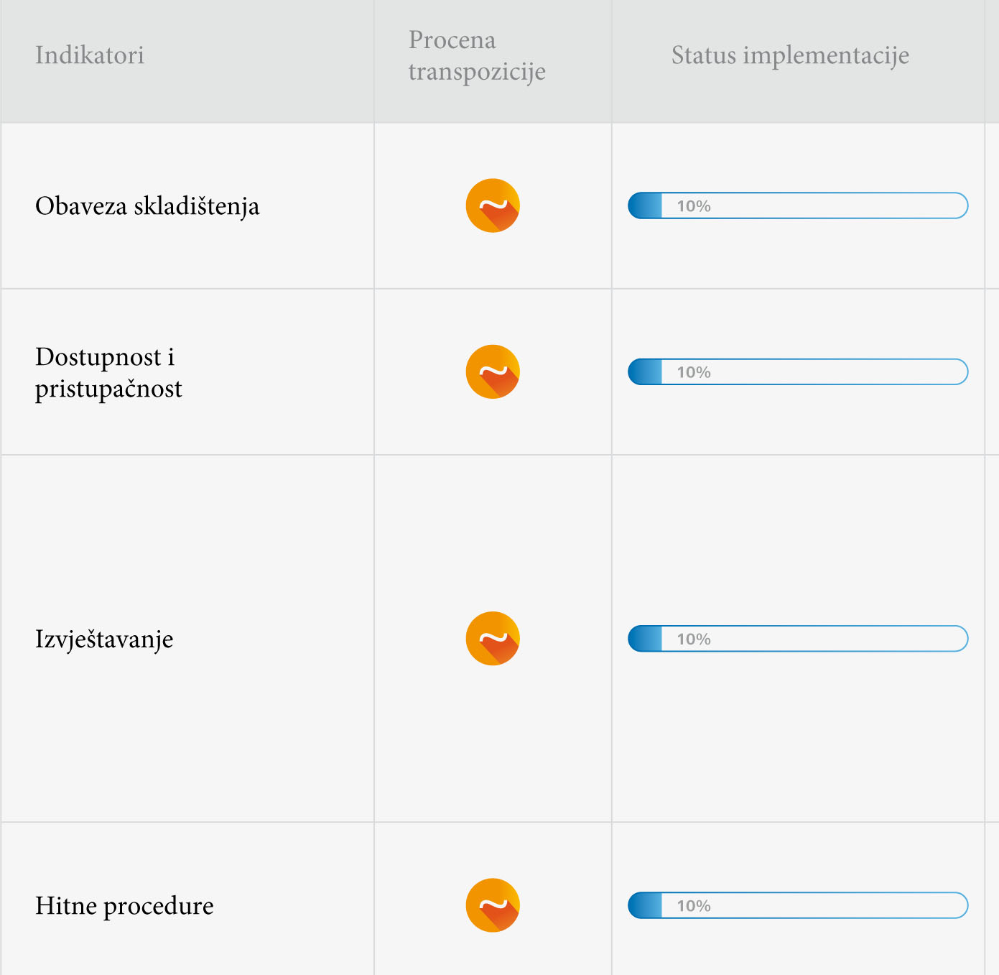 Indikatori
Procena
transpozicije
Status implementacije
Obaveza skladištenja
~
10%
Dostupnost i
pristupačnost
~
10%
Izvještavanje
~
10%
Hitne procedure
~
10%